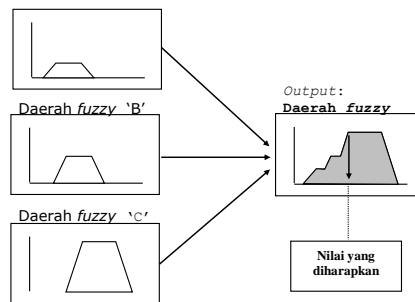 Output:
Daerah fuzzy
Daerah fuzzy 'B'
Daerah fuzzy 'C'
Nilai yang
diharapkan